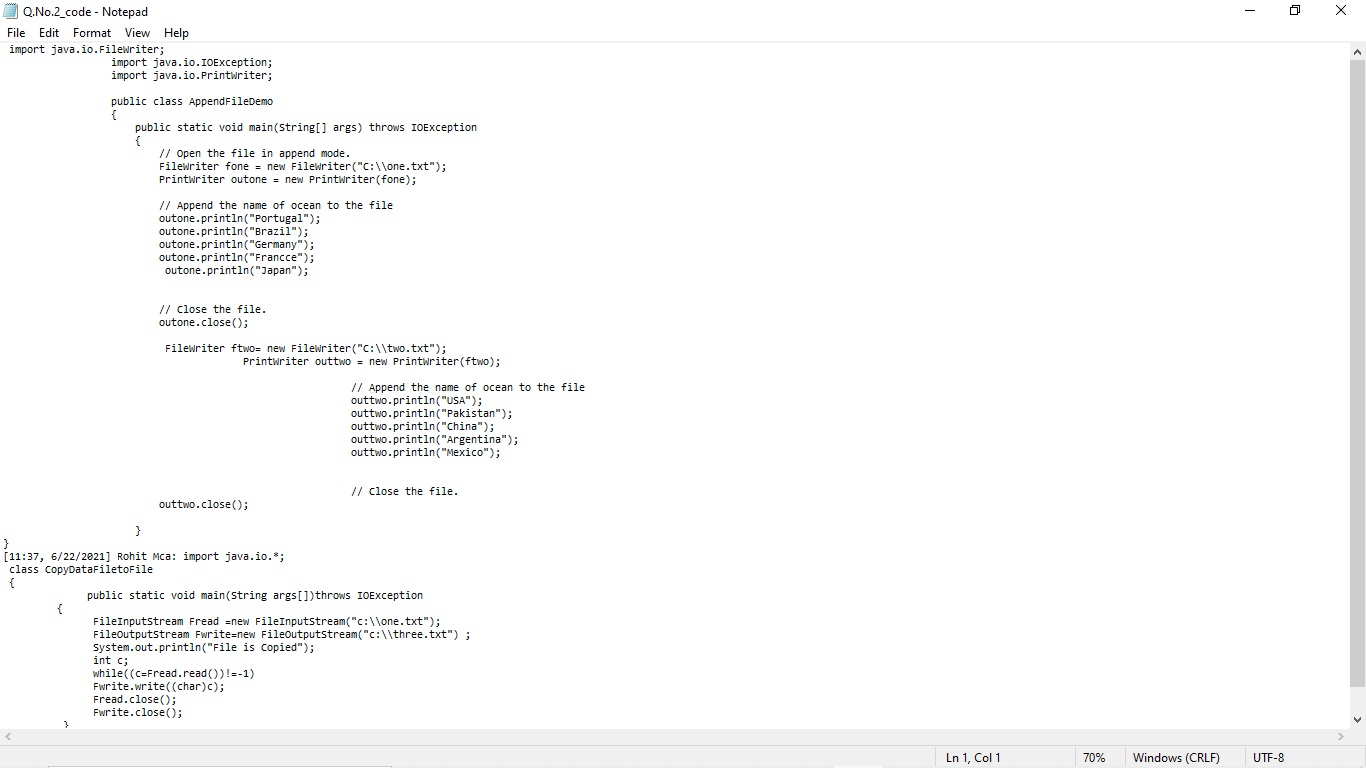 Q.No.2_code - Notepad
File Edit Format View Help
import java.io.FileWriter;
import java.io.IOException;
import java.io.PrintWriter;
public class AppendFileDemo
{
public static void main(String[] args) throws IOException
{
// Open the file in append mode.
FileWriter fone = new FileWriter("C:\\one.txt");
PrintWriter outone = new PrintWriter(fone);
// Append the name of ocean to the file
outone.println("Portugal");
outone.println("Brazil");
outone.println("Germany");
outone.println("Francce");
outone.println("Japan");
// Close the file.
outone.close();
FileWriter ftwo= new FileWriter("C:\\two.txt");
PrintWriter outtwo = new PrintWriter(ftwo);
// Append the name of ocean to the file
outtwo.println("USA");
outtwo.println("Pakistan");
outtwo.println("China");
outtwo.println("Argentina");
outtwo.println("Mexico");
// Close the file.
outtwo.close();
}
}
[11:37, 6/22/2021] Rohit Mca: import java.io.*;
class CopyDataFiletoFile
{
public static void main(String args[])throws IOException
{
FileInputStream Fread =new FileInputStream("c:\\one.txt");
FileOutputStream Fwrite=new FileOutputStream("c:\\three.txt") ;
System.out.println("File is Copied");
int c;
while((c=Fread.read())!=-1)
Fwrite.write((char)c);
Fread.close();
Fwrite.close();
}
Ln 1, Col 1 70% Windows (CRLF) UTF-8